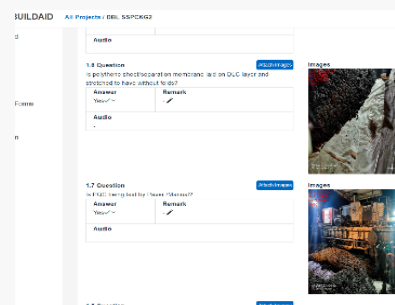 BUILDAID
All Projects / DBL SSPCKG2
Audio
-
1.6 Question
Attach Images
Images
Is polythene sheet/separation membrane laid on DLC layer and
stretched to have without folds?
Answer
Remark
Yes
-
Audio
-
Forms
1.7 Question
Attach Images
Images
Is PQC being laid by Paver
Answer
Remark
Yes
-
Audio